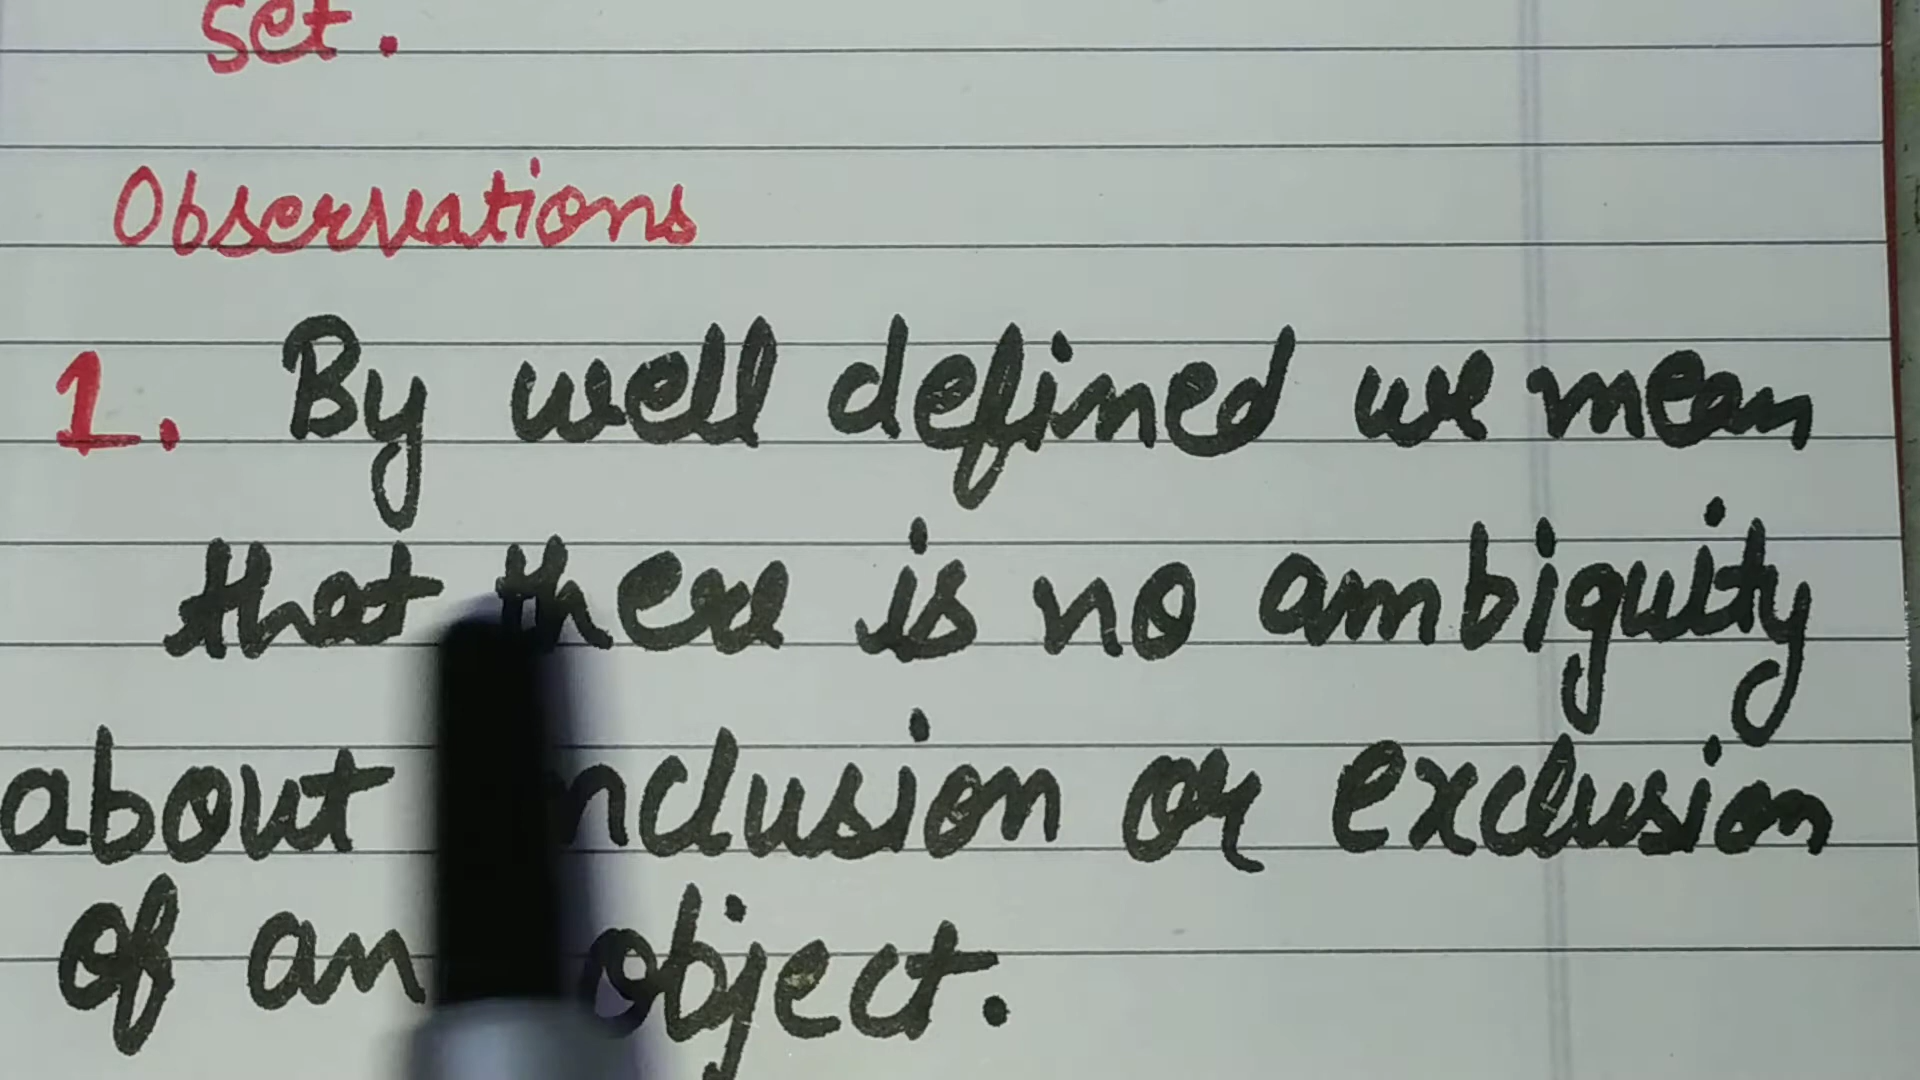 set.
Observations
1. By well defined we mean
that there is no ambiguity
about inclusion or exclusion
of an object.